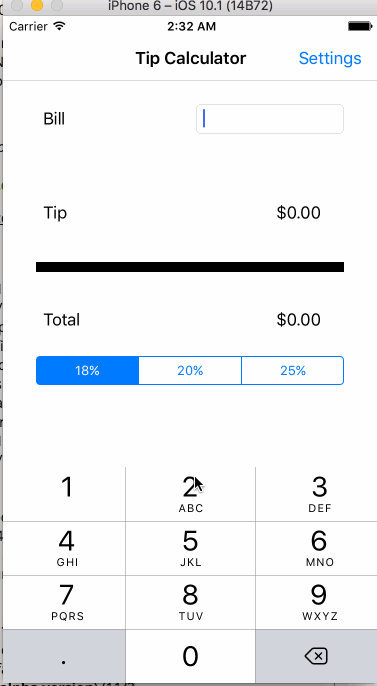 iPhone 6 – iOS 10.1 (14B72)
Carrier 2:32 AM
Tip Calculator Settings
Bill
Tip $0.00
Total $0.00
18% 20% 25%
1 2 3
ABC DEF
4 5 6
GHI JKL MNO
7 8 9
PQRS TUV WXYZ
. 0